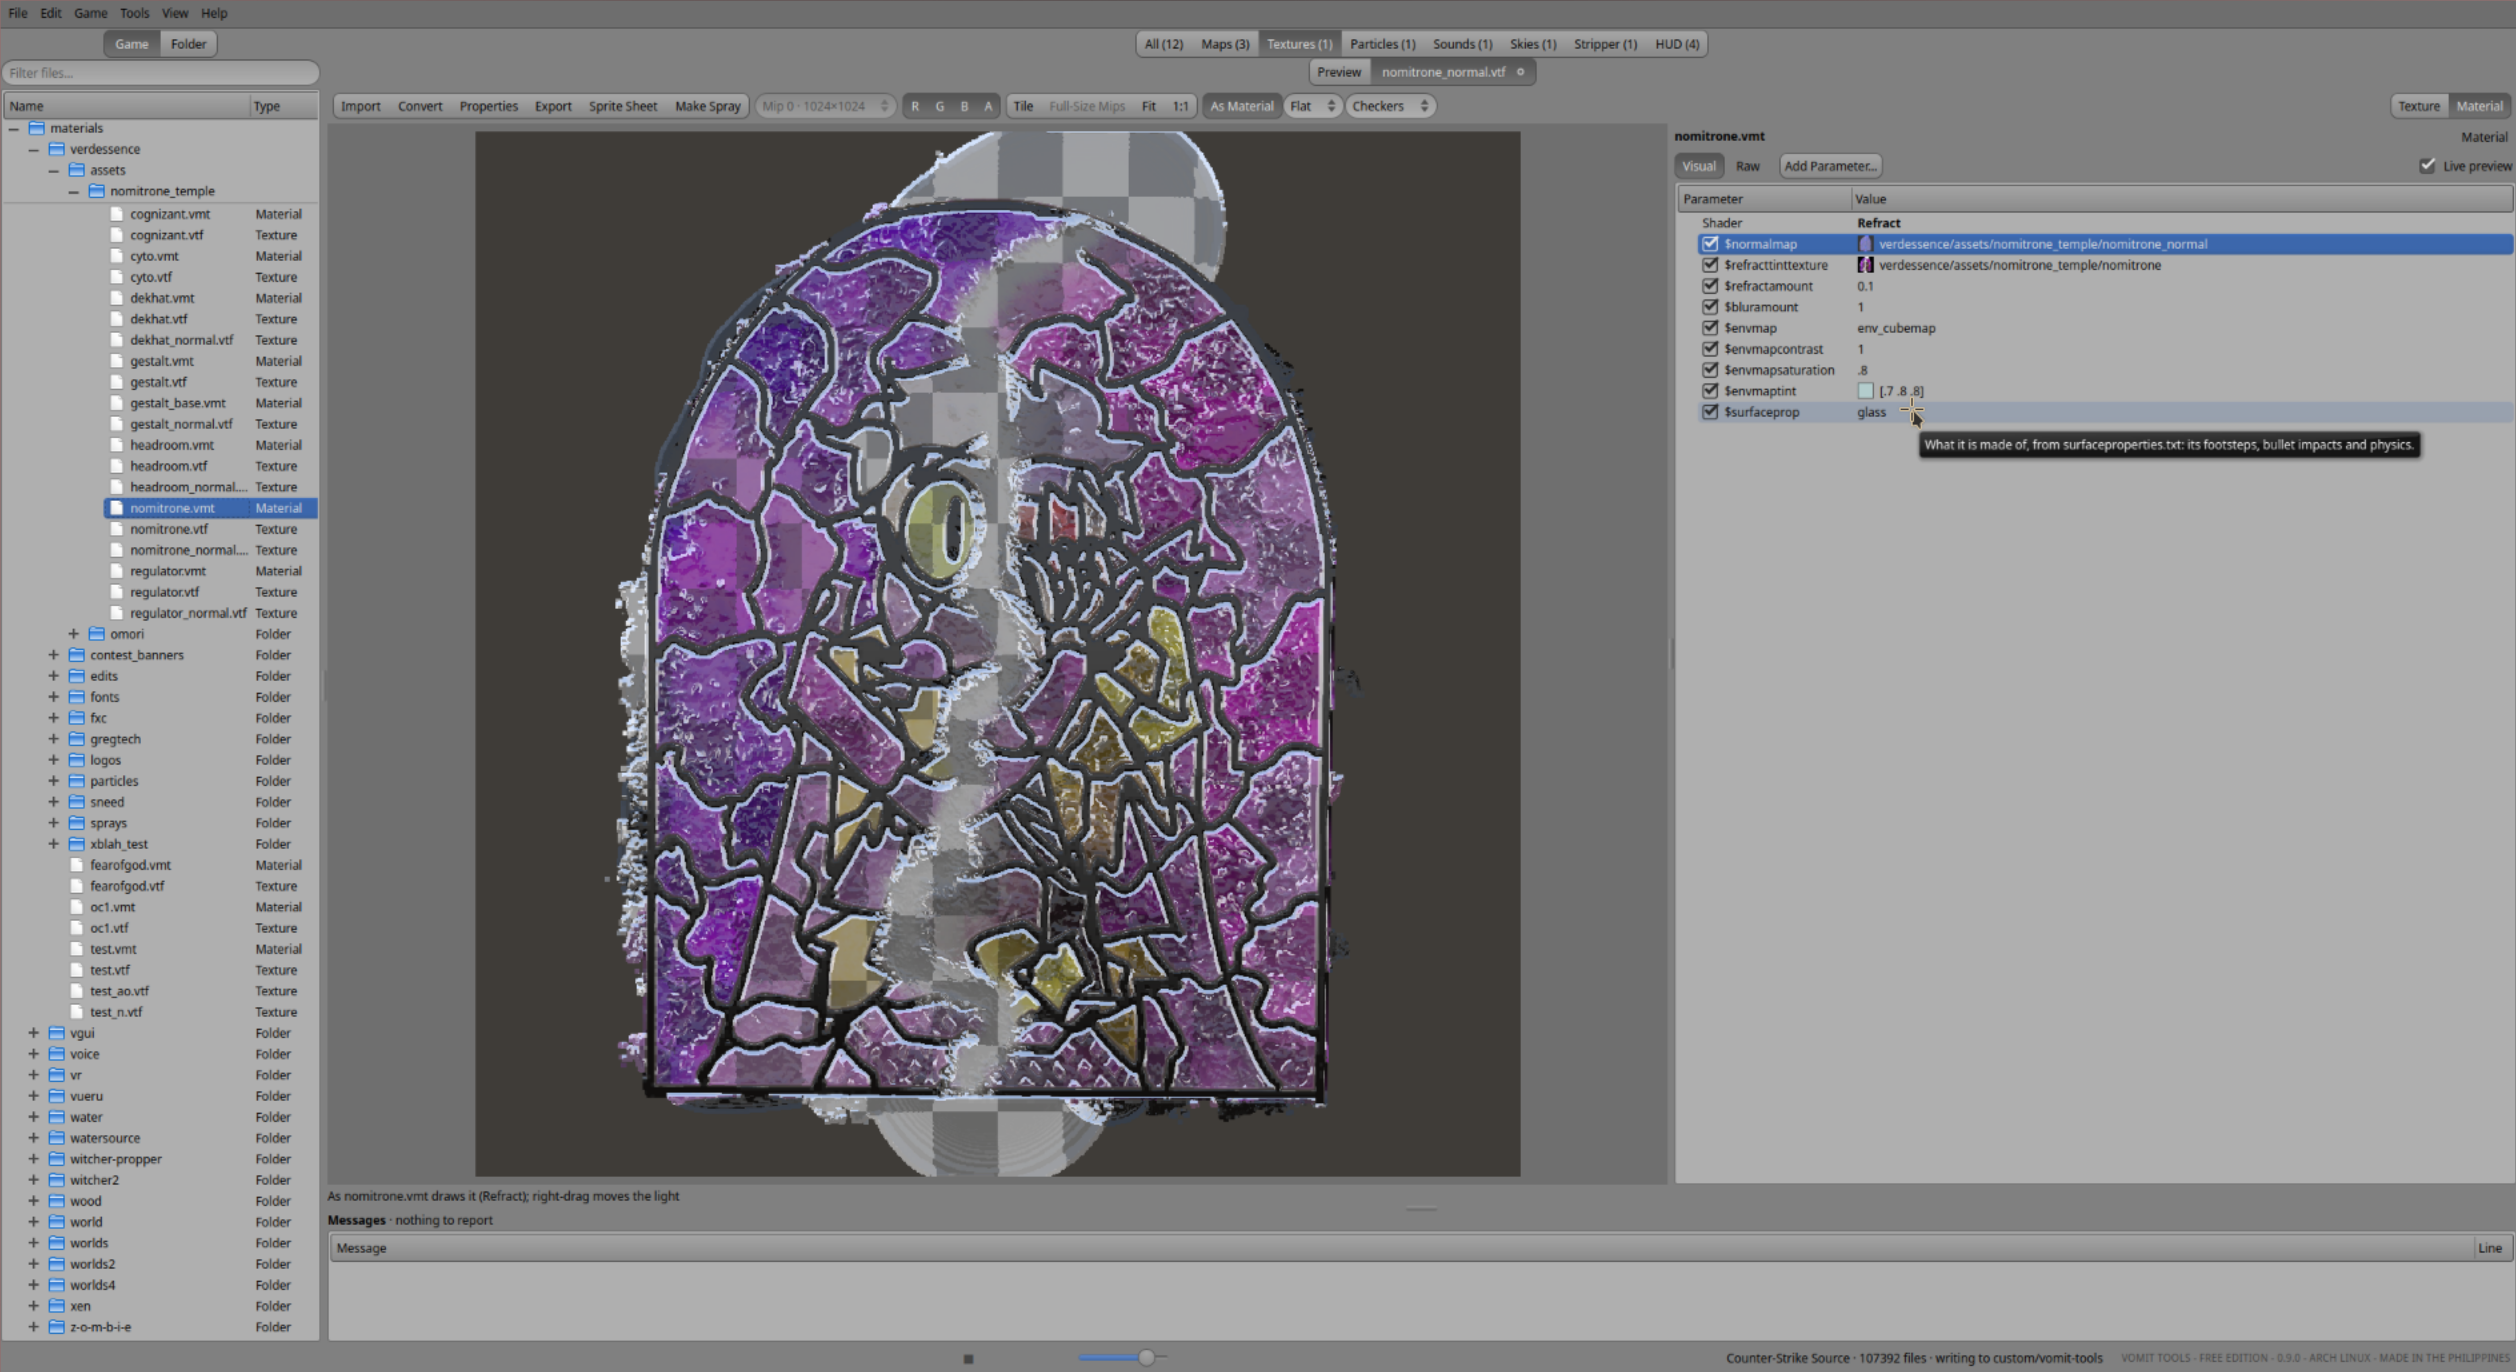 File Edit Game Tools View Help
Game Folder
All (12) Maps (3) Textures (1) Particles (1) Sounds (1) Skies (1) Stripper (1) HUD (4)
Filter files...
Preview nomitrone_normal.vtf
Name Type
Import Convert Properties Export Sprite Sheet Make Spray Mip 0 · 1024×1024 R G B A Tile Full-Size Mips Fit 1:1 As Material Flat Checkers Texture Material
materials
verdessence
assets
nomitrone_temple
cognizant.vmt Material
cognizant.vtf Texture
cyto.vmt Material
cyto.vtf Texture
dekhat.vmt Material
dekhat.vtf Texture
dekhat_normal.vtf Texture
gestalt.vmt Material
gestalt.vtf Texture
gestalt_base.vmt Material
gestalt_normal.vtf Texture
headroom.vmt Material
headroom.vtf Texture
headroom_normal.... Texture
nomitrone.vmt Material
nomitrone.vtf Texture
nomitrone_normal.... Texture
regulator.vmt Material
regulator.vtf Texture
regulator_normal.vtf Texture
omori Folder
contest_banners Folder
edits Folder
fonts Folder
fxc Folder
gregtech Folder
logos Folder
particles Folder
sneed Folder
sprays Folder
xblah_test Folder
fearofgod.vmt Material
fearofgod.vtf Texture
oc1.vmt Material
oc1.vtf Texture
test.vmt Material
test.vtf Texture
test_ao.vtf Texture
test_n.vtf Texture
vgui Folder
voice Folder
vr Folder
vueru Folder
water Folder
watersource Folder
witcher-propper Folder
witcher2 Folder
wood Folder
world Folder
worlds Folder
worlds2 Folder
worlds4 Folder
xen Folder
z-o-m-b-i-e Folder
nomitrone.vmt Material
Visual Raw Add Parameter... Live preview
Parameter Value
Shader Refract
$normalmap verdessence/assets/nomitrone_temple/nomitrone_normal
$refracttinttexture verdessence/assets/nomitrone_temple/nomitrone
$refractamount 0.1
$bluramount 1
$envmap env_cubemap
$envmapcontrast 1
$envmapsaturation .8
$envmaptint [.7 .8 .8]
$surfaceprop glass
What it is made of, from surfaceproperties.txt: its footsteps, bullet impacts and physics.
As nomitrone.vmt draws it (Refract); right-drag moves the light
Messages · nothing to report
Message Line
Counter-Strike Source · 107392 files · writing to custom/vomit-tools VOMIT TOOLS - FREE EDITION - 0.9.0 - ARCH LINUX - MADE IN THE PHILIPPINES